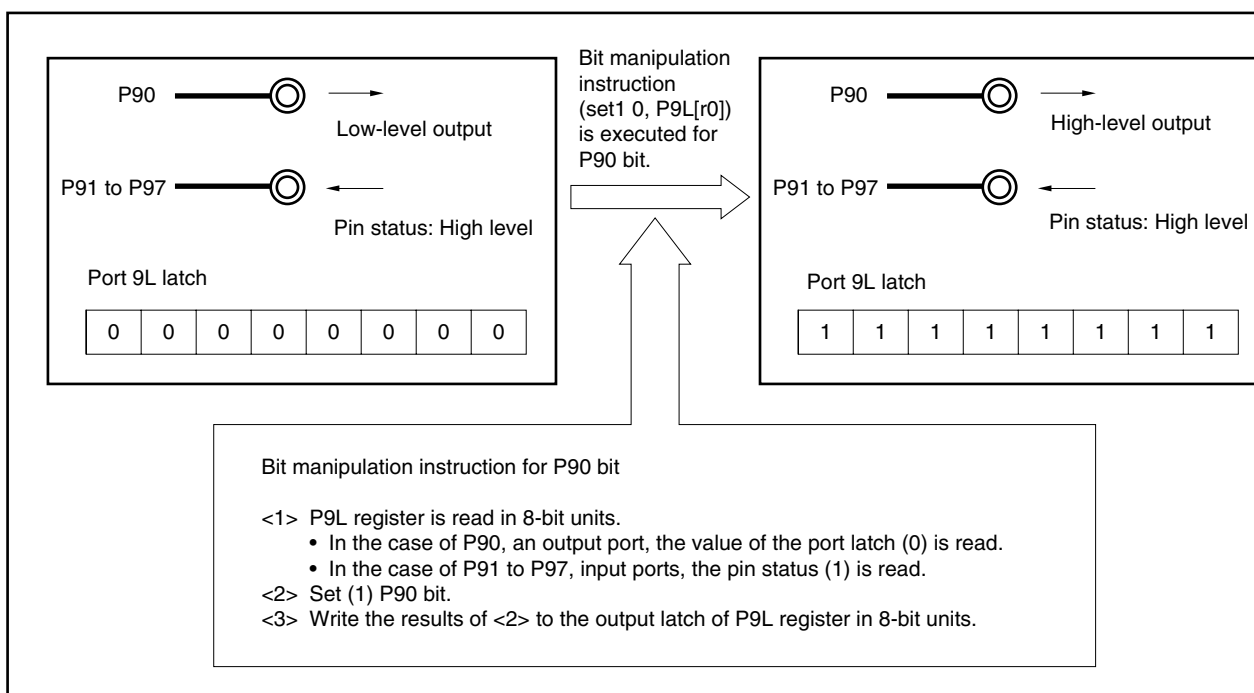 P90
Low-level output
P91 to P97
Pin status: High level
Port 9L latch
0 0 0 0 0 0 0 0
Bit manipulation
instruction
(set1 0, P9L[r0])
is executed for
P90 bit.
P90
High-level output
P91 to P97
Pin status: High level
Port 9L latch
1 1 1 1 1 1 1 1
Bit manipulation instruction for P90 bit
<1> P9L register is read in 8-bit units.
• In the case of P90, an output port, the value of the port latch (0) is read.
• In the case of P91 to P97, input ports, the pin status (1) is read.
<2> Set (1) P90 bit.
<3> Write the results of <2> to the output latch of P9L register in 8-bit units.